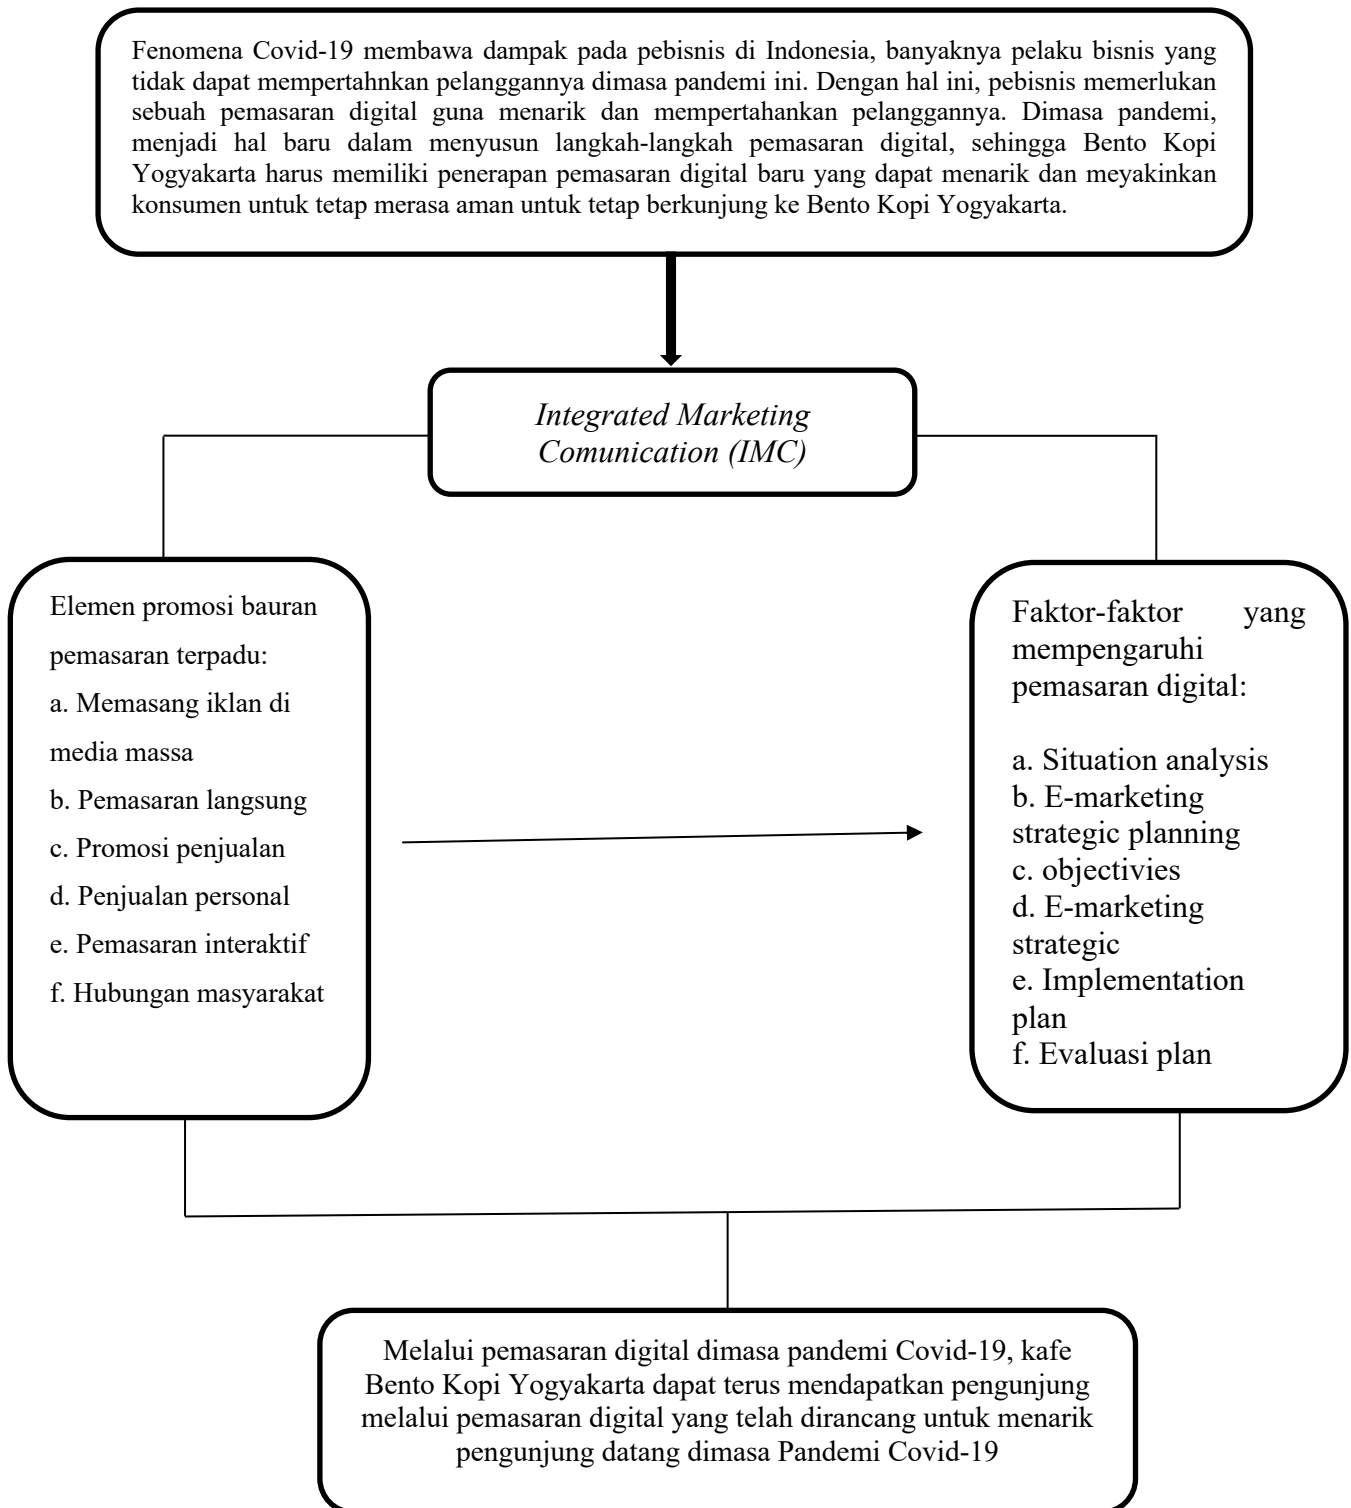 Fenomena Covid-19 membawa dampak pada pebisnis di Indonesia, banyaknya pelaku bisnis yang
tidak dapat mempertahnkan pelanggannya dimasa pandemi ini. Dengan hal ini, pebisnis memerlukan
sebuah pemasaran digital guna menarik dan mempertahankan pelanggannya. Dimasa pandemi,
menjadi hal baru dalam menyusun langkah-langkah pemasaran digital, sehingga Bento Kopi
Yogyakarta harus memiliki penerapan pemasaran digital baru yang dapat menarik dan meyakinkan
konsumen untuk tetap merasa aman untuk tetap berkunjung ke Bento Kopi Yogyakarta.
Integrated Marketing
Comunication (IMC)
Elemen promosi bauran
pemasaran terpadu:
a. Memasang iklan di
media massa
b. Pemasaran langsung
c. Promosi penjualan
d. Penjualan personal
e. Pemasaran interaktif
f. Hubungan masyarakat
Faktor-faktor yang
mempengaruhi
pemasaran digital:
a. Situation analysis
b. E-marketing
strategic planning
c. objectivies
d. E-marketing
strategic
e. Implementation
plan
f. Evaluasi plan
Melalui pemasaran digital dimasa pandemi Covid-19, kafe
Bento Kopi Yogyakarta dapat terus mendapatkan pengunjung
melalui pemasaran digital yang telah dirancang untuk menarik
pengunjung datang dimasa Pandemi Covid-19